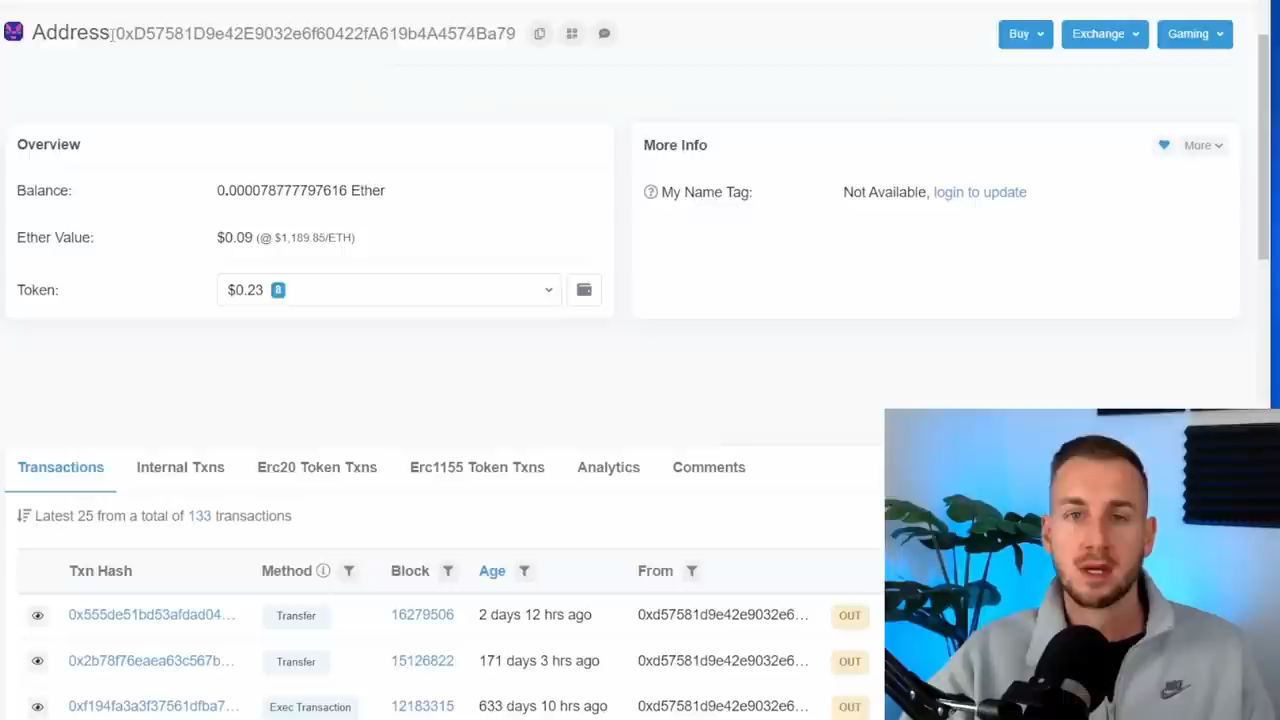 Address 0xD57581D9e42E9032e6f60422fA619b4A4574Ba79
Buy Exchange Gaming
Overview
Balance: 0.000078777797616 Ether
Ether Value: $0.09 (@ $1,189.85/ETH)
Token: $0.23
More Info
More
My Name Tag: Not Available, login to update
Transactions Internal Txns Erc20 Token Txns Erc1155 Token Txns Analytics Comments
Latest 25 from a total of 133 transactions
Txn Hash Method Block Age From
0x555de51bd53afdad04... Transfer 16279506 2 days 12 hrs ago 0xd57581d9e42e9032e6... OUT
0x2b78f76eaea63c567b... Transfer 15126822 171 days 3 hrs ago 0xd57581d9e42e9032e6... OUT
0xf194fa3a3f37561dfba7... Exec Transaction 12183315 633 days 10 hrs ago 0xd57581d9e42e9032e6... OUT